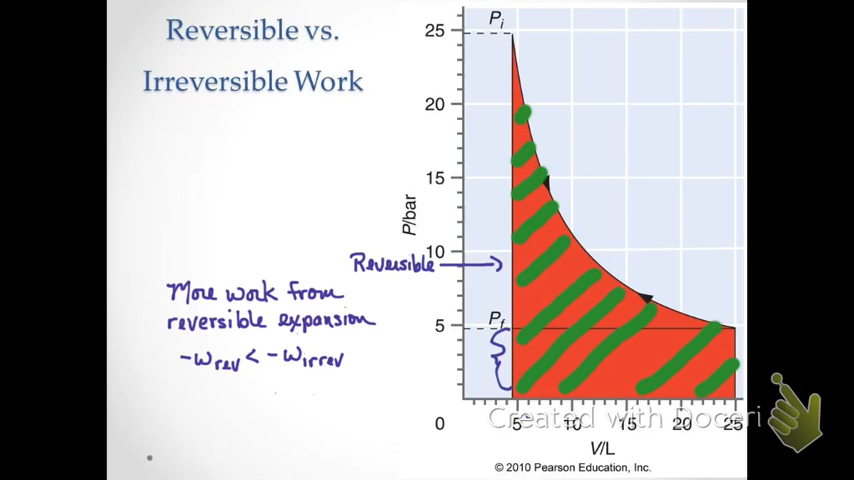 Reversible vs.
Irreversible Work
Pi
25
20
15
10
5
0
P/bar
Reversible
Pf
More work from
reversible expansion
-wrev < -wirrev
5 10 15 20 25
V/L
Created with Doceri
© 2010 Pearson Education, Inc.